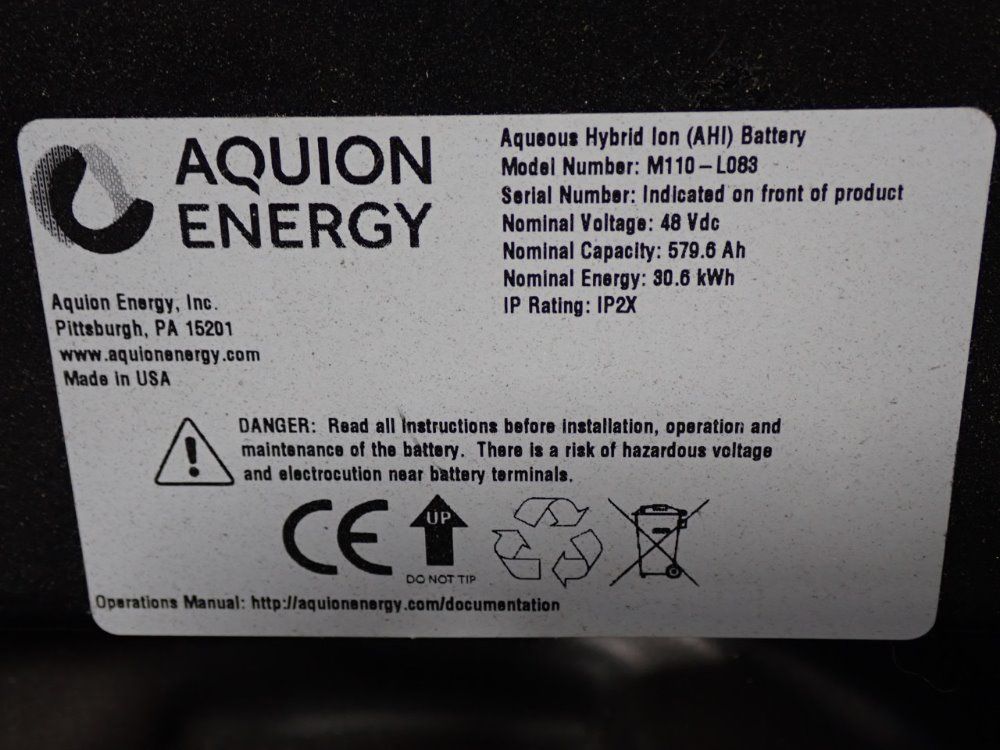 AQUION
ENERGY
Aquion Energy, Inc.
Pittsburgh, PA 15201
www.aquionenergy.com
Made in USA
Aqueous Hybrid Ion (AHI) Battery
Model Number: M110-L083
Serial Number: Indicated on front of product
Nominal Voltage: 48 Vdc
Nominal Capacity: 579.6 Ah
Nominal Energy: 30.6 kWh
IP Rating: IP2X
DANGER: Read all instructions before installation, operation and
maintenance of the battery. There is a risk of hazardous voltage
and electrocution near battery terminals.
CE
UP
DO NOT TIP
Operations Manual: http://aquionenergy.com/documentation